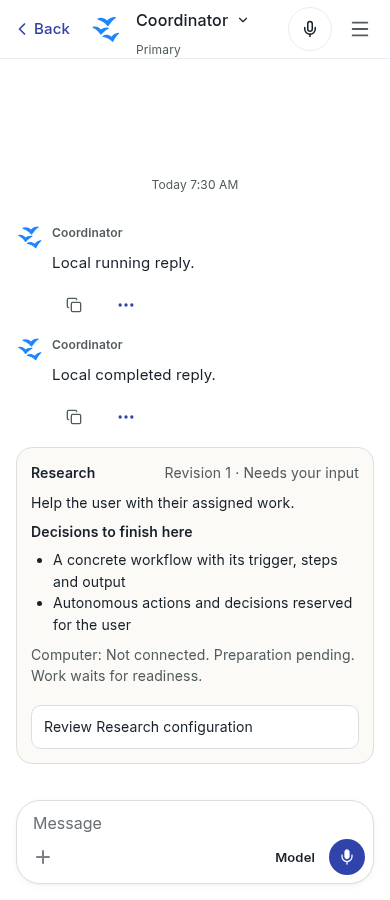 Back
Coordinator
Primary
Today 7:30 AM
Coordinator
Local running reply.
Coordinator
Local completed reply.
Research
Revision 1 · Needs your input
Help the user with their assigned work.
Decisions to finish here
• A concrete workflow with its trigger, steps
and output
• Autonomous actions and decisions reserved
for the user
Computer: Not connected. Preparation pending.
Work waits for readiness.
Review Research configuration
Message
Model